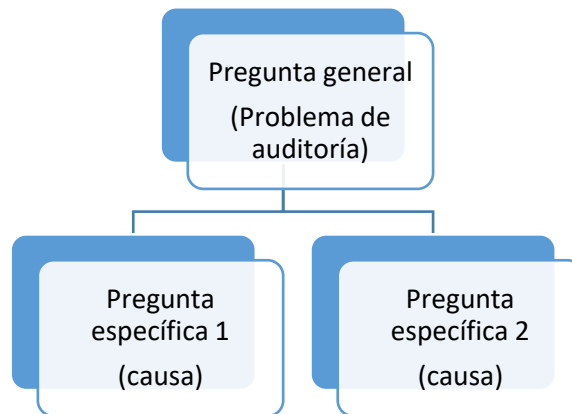 Pregunta general
(Problema de
auditoría)
Pregunta
específica 1
(causa)
Pregunta
específica 2
(causa)